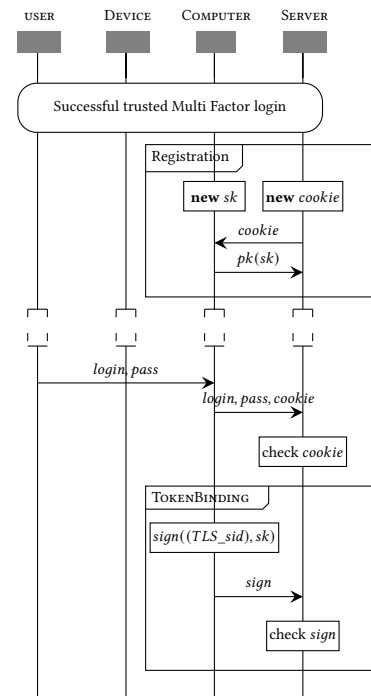 USER DEVICE COMPUTER SERVER
Successful trusted Multi Factor login
Registration
new sk new cookie
cookie
pk(sk)
login, pass
login, pass, cookie
check cookie
TOKENBINDING
sign((TLS_sid), sk)
sign
check sign